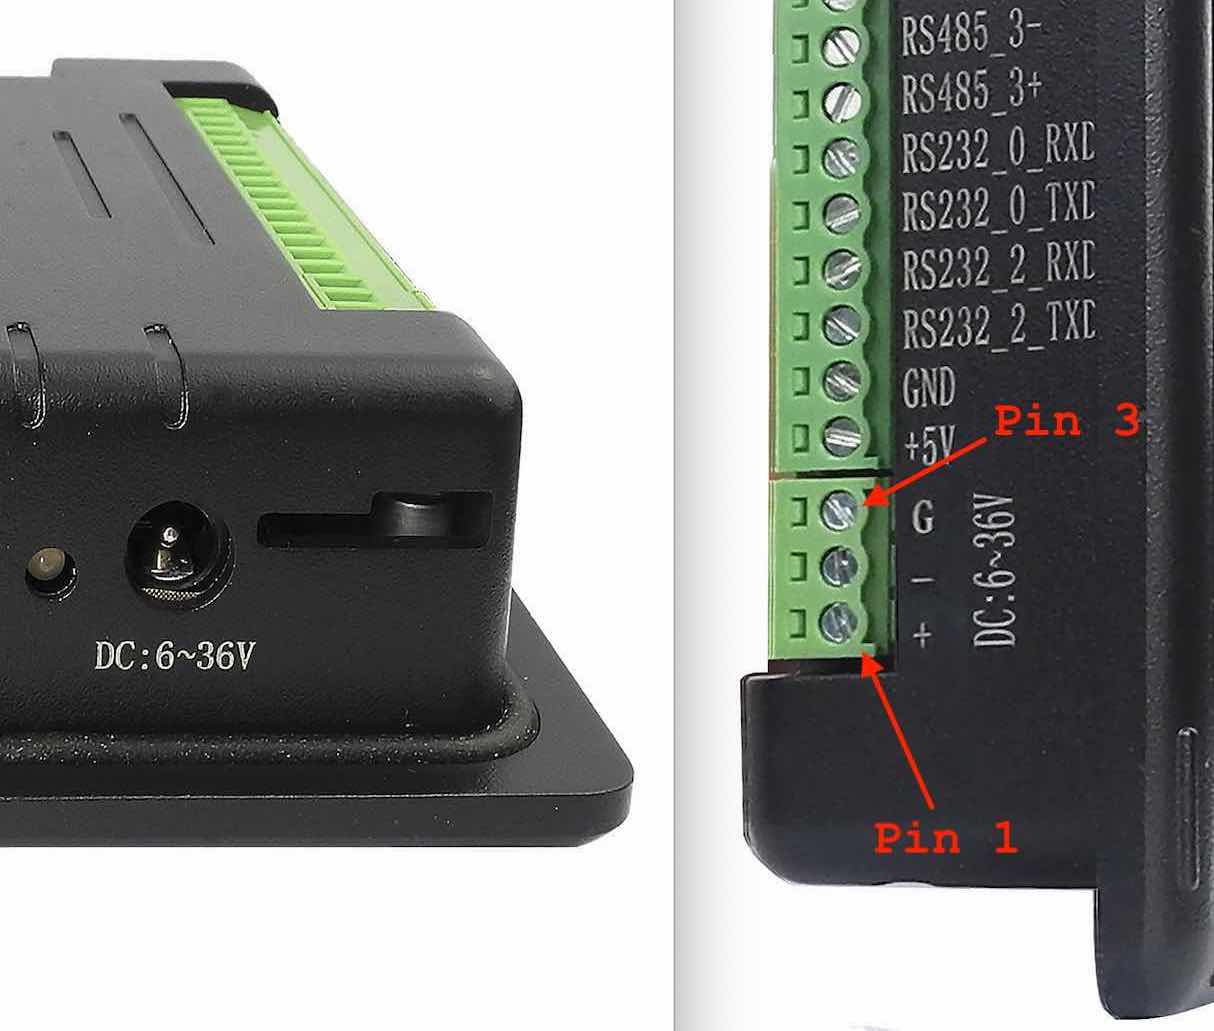 DC:6~36V
RS485_3-
RS485_3+
RS232_0_RXD
RS232_0_TXD
RS232_2_RXD
RS232_2_TXD
GND
+5V
Pin 3
G
-
+
DC:6~36V
Pin 1